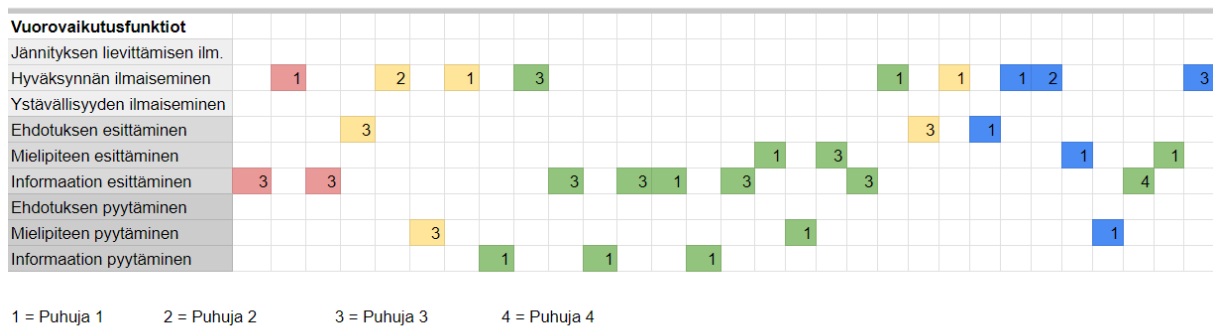 Vuorovaikutusfunktiot
Jännityksen lievittämisen ilm.
Hyväksynnän ilmaiseminen 1 2 1 3 1 1 1 2 3
Ystävällisyyden ilmaiseminen
Ehdotuksen esittäminen 3 3 1
Mielipiteen esittäminen 1 3 1 1
Informaation esittäminen 3 3 3 3 1 3 3 4
Ehdotuksen pyytäminen
Mielipiteen pyytäminen 3 1 1
Informaation pyytäminen 1 1 1
1 = Puhuja 1 2 = Puhuja 2 3 = Puhuja 3 4 = Puhuja 4